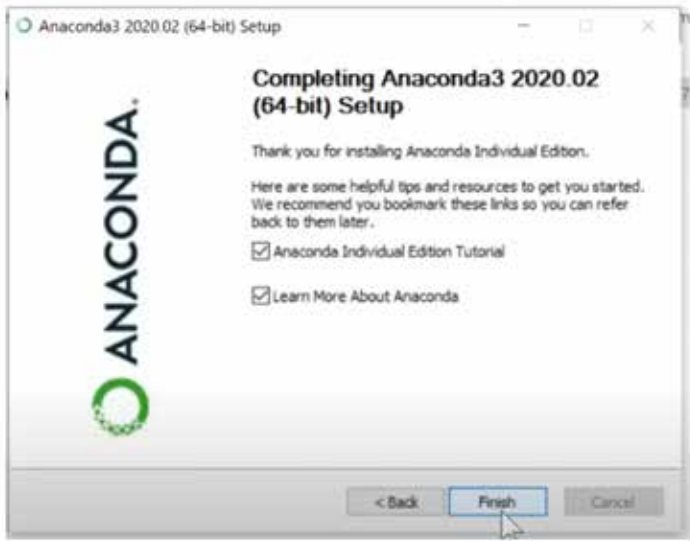 Anaconda3 2020.02 (64-bit) Setup
Completing Anaconda3 2020.02
(64-bit) Setup
Thank you for installing Anaconda Individual Edition.
Here are some helpful tips and resources to get you started.
We recommend you bookmark these links so you can refer
back to them later.
Anaconda Individual Edition Tutorial
Learn More About Anaconda
ANACONDA.
< Back
Finish
Cancel